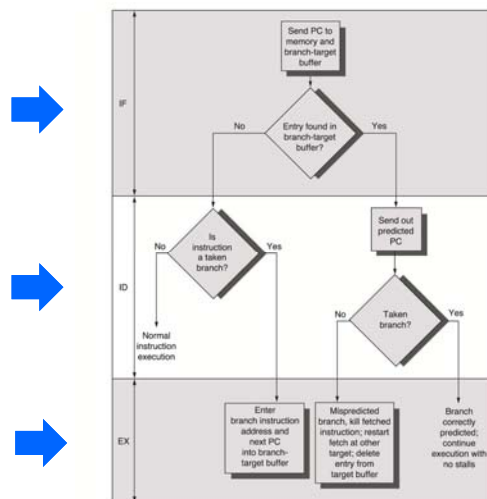 Send PC to
memory and
branch-target
buffer
IF
No
Entry found in
branch-target
buffer?
Yes
No
Is
instruction
a taken
branch?
Yes
Send out
predicted
PC
ID
Normal
instruction
execution
No
Taken
branch?
Yes
EX
Enter
branch instruction
address and
next PC
into branch-
target buffer
Mispredicted
branch, kill fetched
instruction; restart
fetch at other
target; delete
entry from
target buffer
Branch
correctly
predicted;
continue
execution with
no stalls